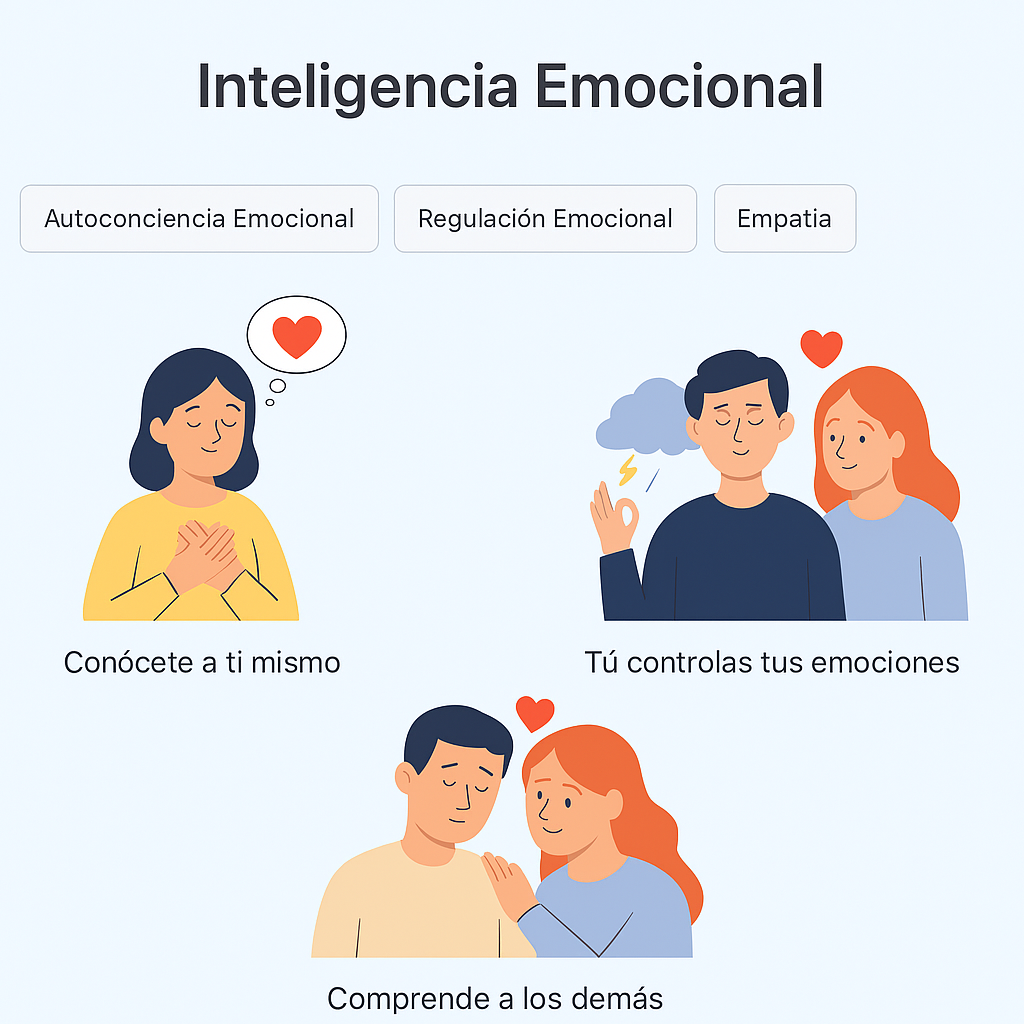 Inteligencia Emocional
Autoconciencia Emocional
Regulación Emocional
Empatia
Conócete a ti mismo
Tú controlas tus emociones
Comprende a los demás